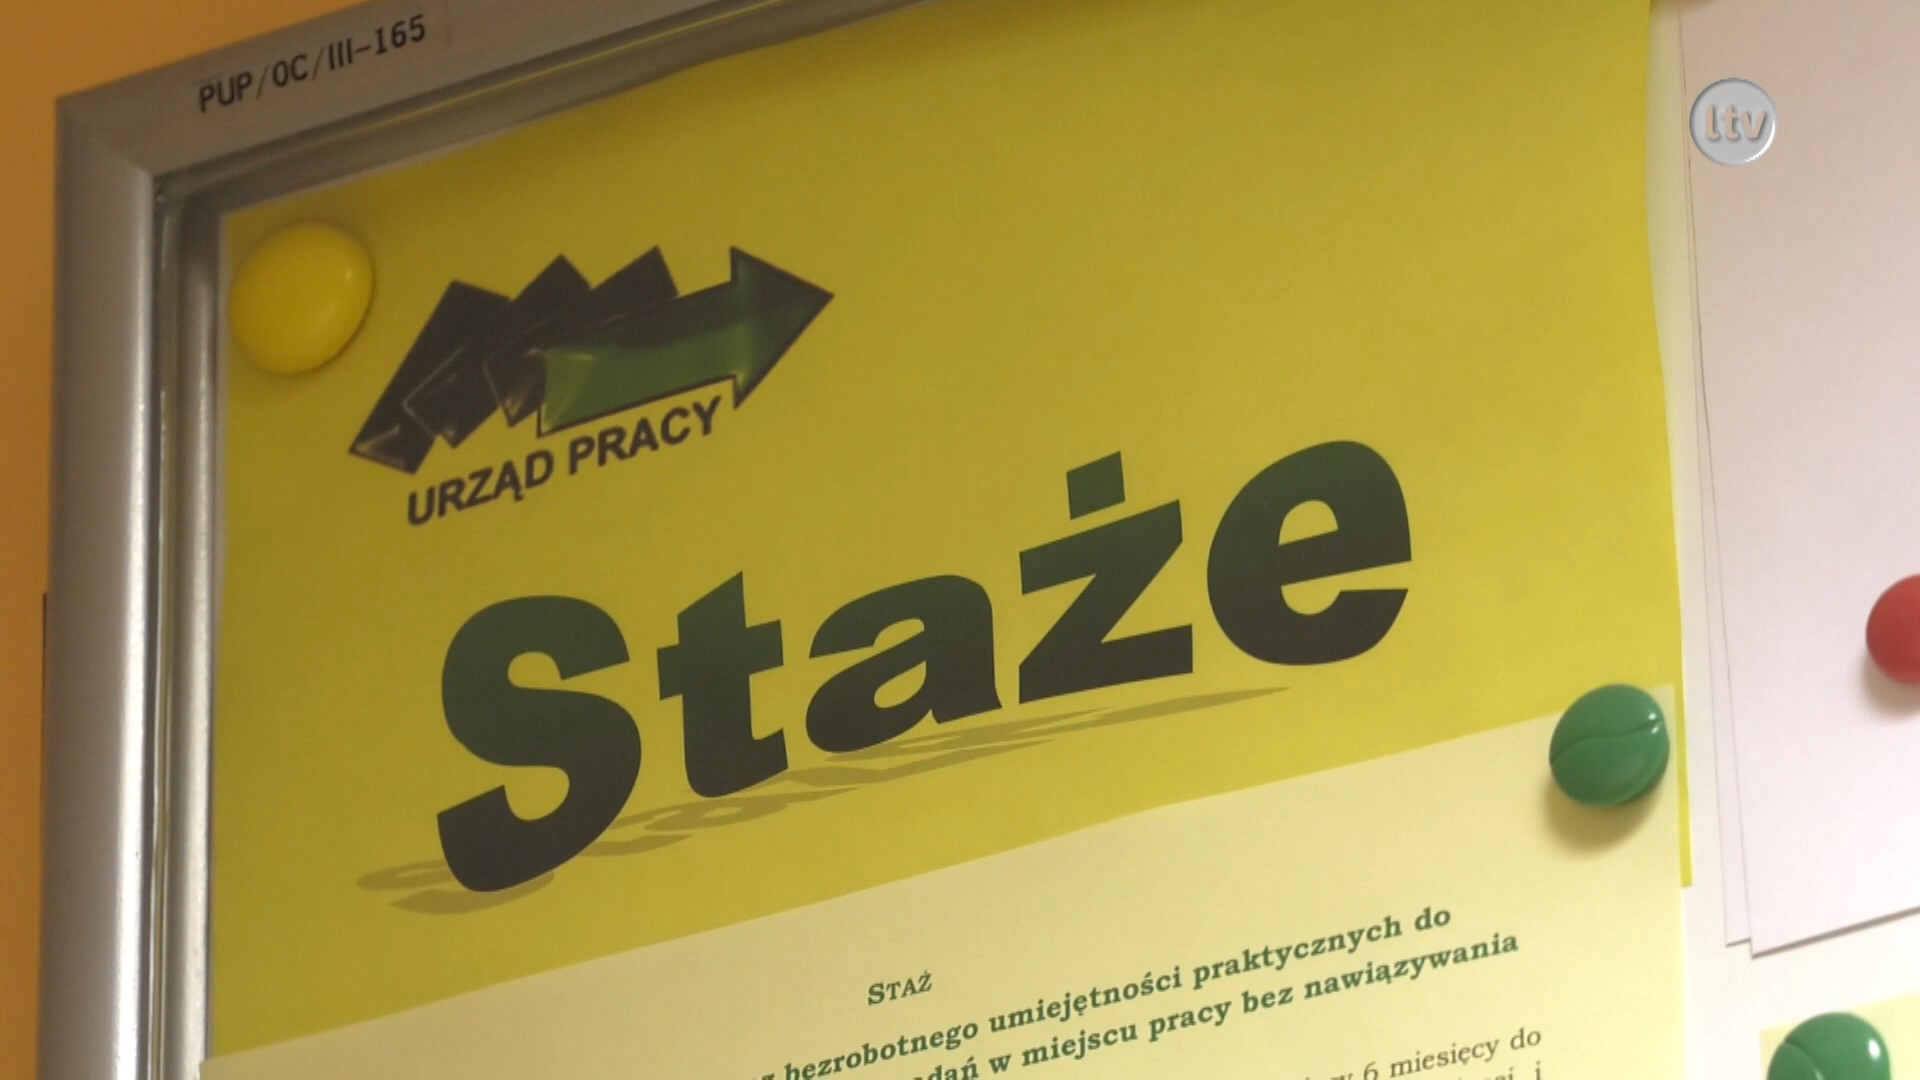 PUP/OC/III-165
ltv
URZĄD PRACY
Staże
STAŻ
bezrobotnego umiejętności praktycznych do
w miejscu pracy bez nawiązywania
6 miesięcy do
i